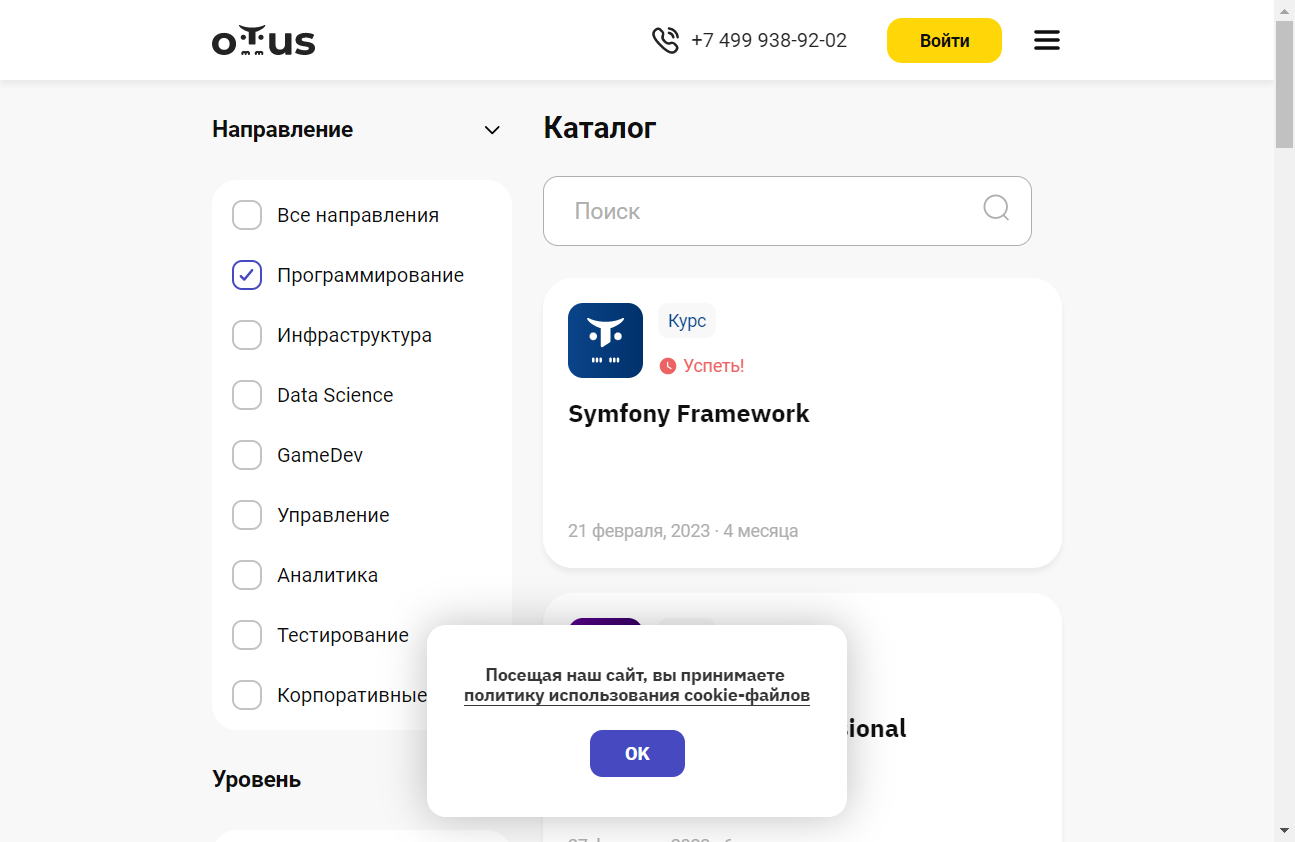 OTUS
+7 499 938-92-02
Войти
Направление
Все направления
Программирование
Инфраструктура
Data Science
GameDev
Управление
Аналитика
Тестирование
Корпоративные
Уровень
Каталог
Поиск
Курс
Успеть!
Symfony Framework
21 февраля, 2023 · 4 месяца
Посещая наш сайт, вы принимаете
политику использования cookie-файлов
OK